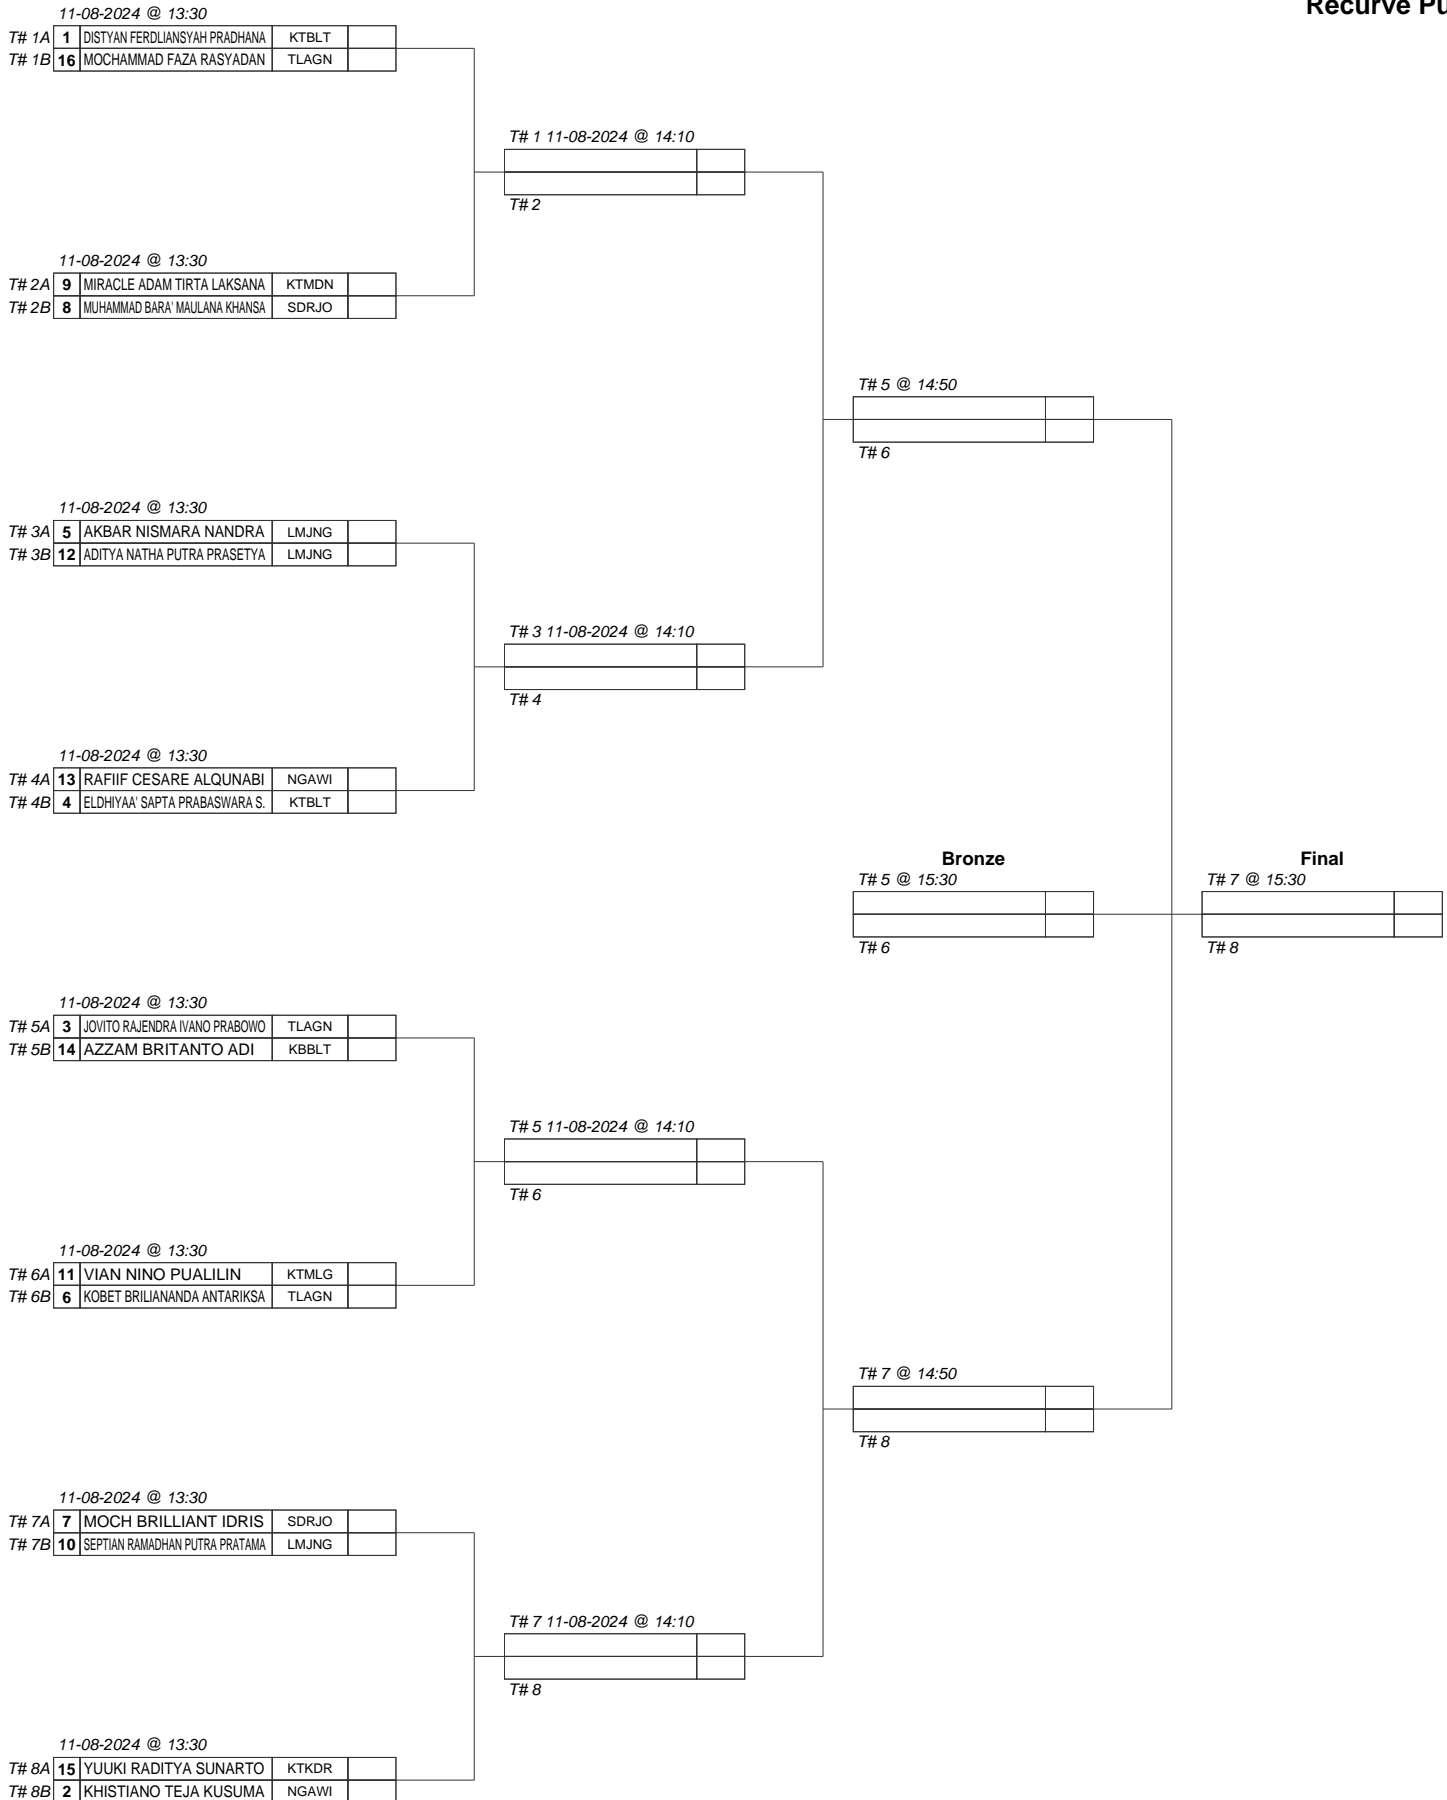 Recurve Pu
11-08-2024 @ 13:30
T# 1A 1 DISTYAN FERDLIANSYAH PRADHANA KTBLT
T# 1B 16 MOCHAMMAD FAZA RASYADAN TLAGN
T# 1 11-08-2024 @ 14:10
T# 2
11-08-2024 @ 13:30
T# 2A 9 MIRACLE ADAM TIRTA LAKSANA KTMDN
T# 2B 8 MUHAMMAD BARA' MAULANA KHANSA SDRJO
T# 5 @ 14:50
T# 6
11-08-2024 @ 13:30
T# 3A 5 AKBAR NISMARA NANDRA LMJNG
T# 3B 12 ADITYA NATHA PUTRA PRASETYA LMJNG
T# 3 11-08-2024 @ 14:10
T# 4
11-08-2024 @ 13:30
T# 4A 13 RAFIIF CESARE ALQUNABI NGAWI
T# 4B 4 ELDHIYAA' SAPTA PRABASWARA S. KTBLT
Bronze Final
T# 5 @ 15:30 T# 7 @ 15:30
T# 6 T# 8
11-08-2024 @ 13:30
T# 5A 3 JOVITO RAJENDRA IVANO PRABOWO TLAGN
T# 5B 14 AZZAM BRITANTO ADI KBBLT
T# 5 11-08-2024 @ 14:10
T# 6
11-08-2024 @ 13:30
T# 6A 11 VIAN NINO PUALILIN KTMLG
T# 6B 6 KOBET BRILIANANDA ANTARIKSA TLAGN
T# 7 @ 14:50
T# 8
11-08-2024 @ 13:30
T# 7A 7 MOCH BRILLIANT IDRIS SDRJO
T# 7B 10 SEPTIAN RAMADHAN PUTRA PRATAMA LMJNG
T# 7 11-08-2024 @ 14:10
T# 8
11-08-2024 @ 13:30
T# 8A 15 YUUKI RADITYA SUNARTO KTKDR
T# 8B 2 KHISTIANO TEJA KUSUMA NGAWI